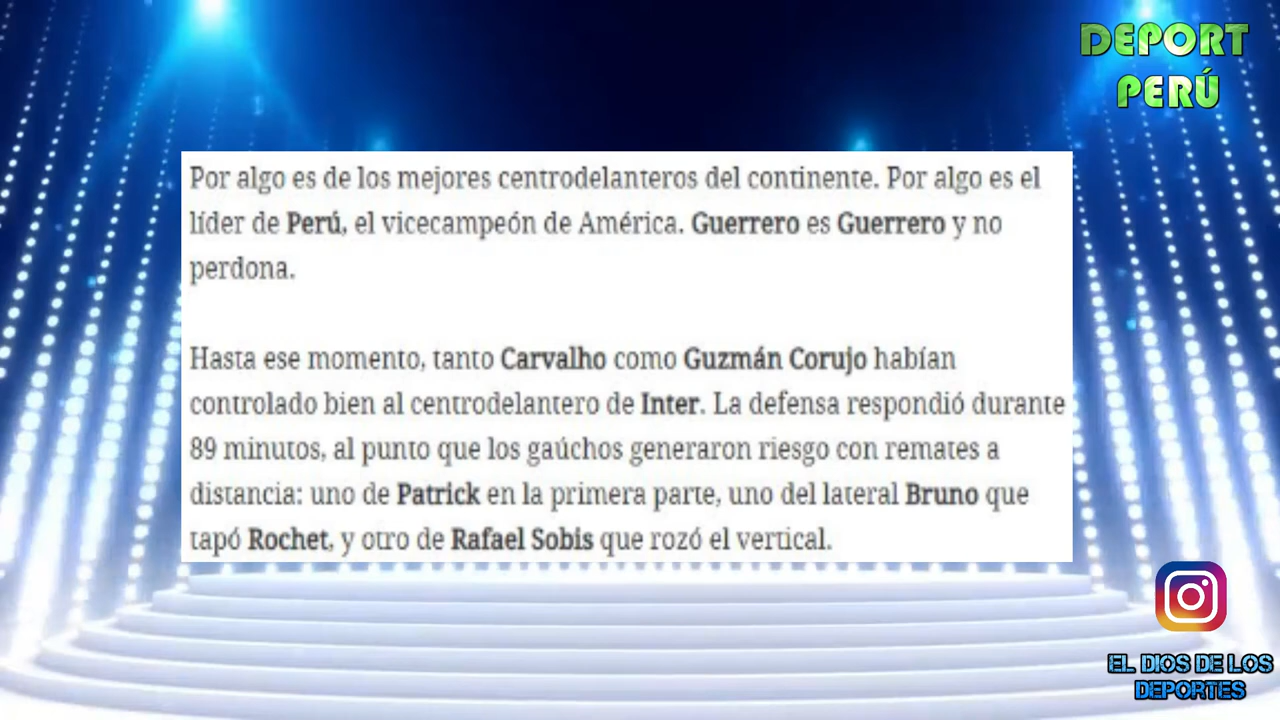 DEPORT
PERÚ
Por algo es de los mejores centrodelanteros del continente. Por algo es el
líder de Perú, el vicecampeón de América. Guerrero es Guerrero y no
perdona.
Hasta ese momento, tanto Carvalho como Guzmán Corujo habían
controlado bien al centrodelantero de Inter. La defensa respondió durante
89 minutos, al punto que los gaúchos generaron riesgo con remates a
distancia: uno de Patrick en la primera parte, uno del lateral Bruno que
tapó Rochet, y otro de Rafael Sobis que rozó el vertical.
EL DIOS DE LOS
DEPORTES